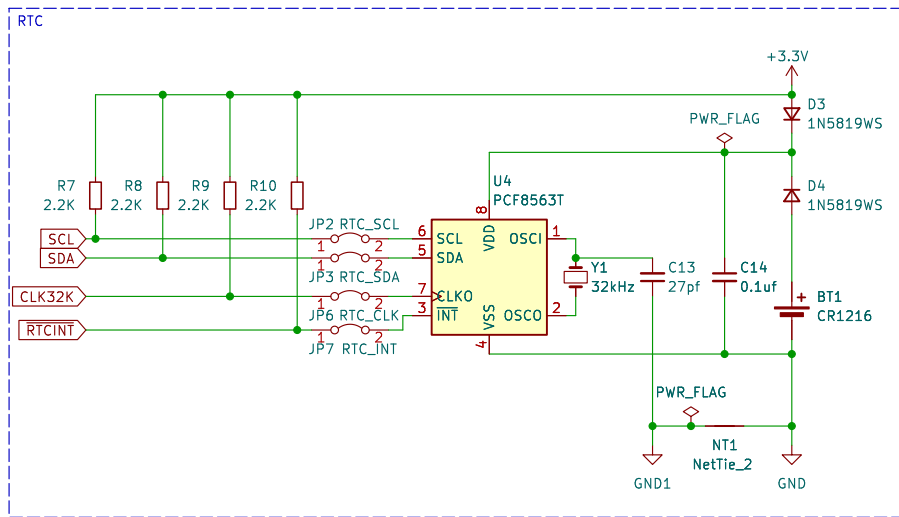 RTC
+3.3V
D3
1N5819WS
PWR_FLAG
D4
1N5819WS
R7
2.2K
R8
2.2K
R9
2.2K
R10
2.2K
U4
PCF8563T
JP2 RTC_SCL
SCL
1
2
6
SCL
8
VDD
OSCI
1
SDA
1
2
5
SDA
JP3 RTC_SDA
Y1
32kHz
C13
27pf
C14
0.1uf
CLK32K
1
2
7
CLKO
JP6 RTC_CLK
BT1
CR1216
+
RTCINT
1
2
3
INT
VSS
4
OSCO
2
JP7 RTC_INT
PWR_FLAG
NT1
NetTie_2
GND1
GND